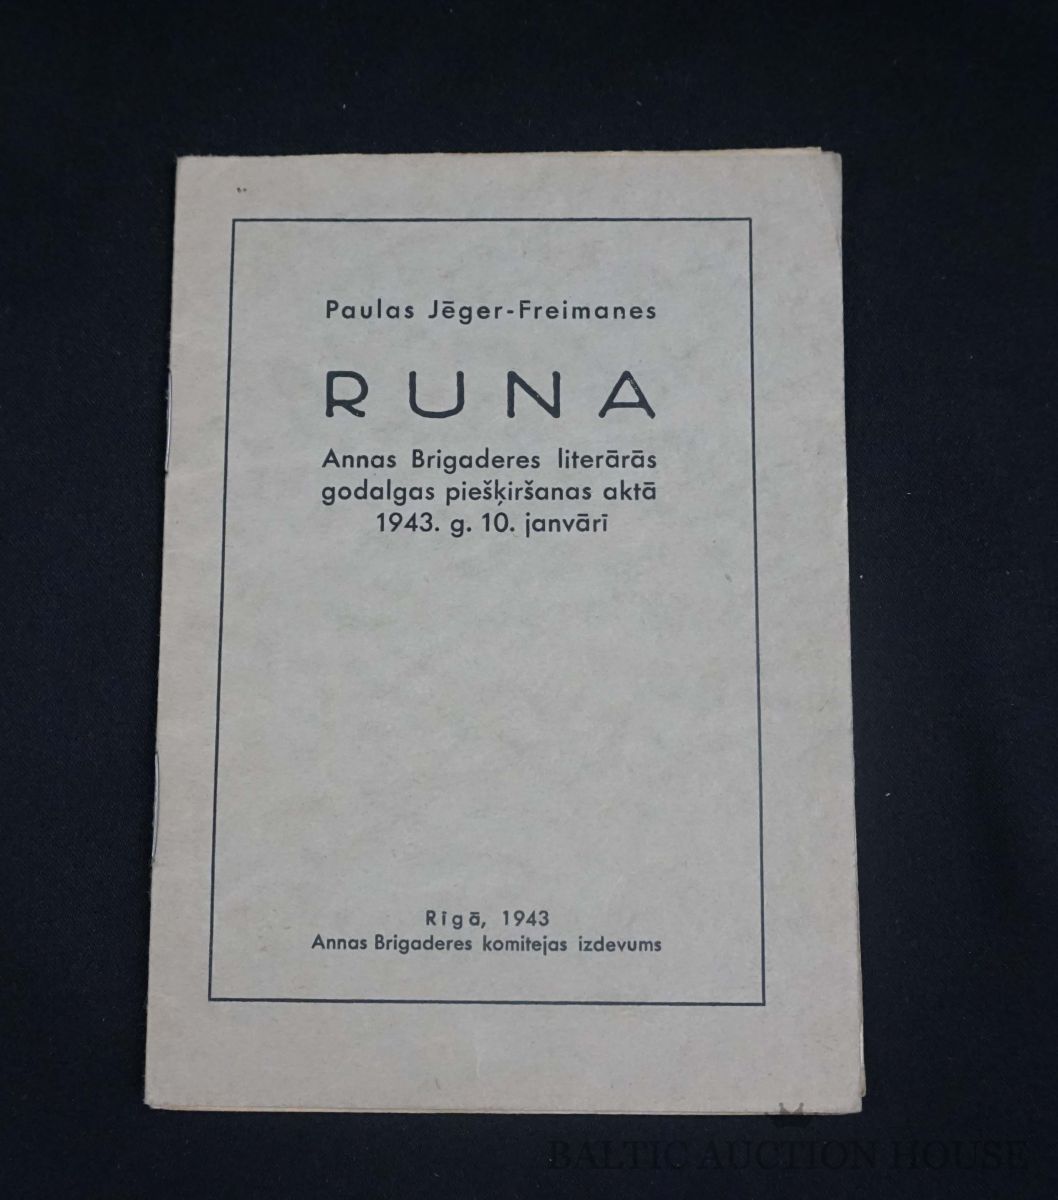 Paulas Jēger-Freimanes
RUNA
Annas Brigaderes literārās
godalgas piešķiršanas aktā
1943. g. 10. janvārī
Rīgā, 1943
Annas Brigaderes komitejas izdevums
BALTIC AUCTION HOUSE